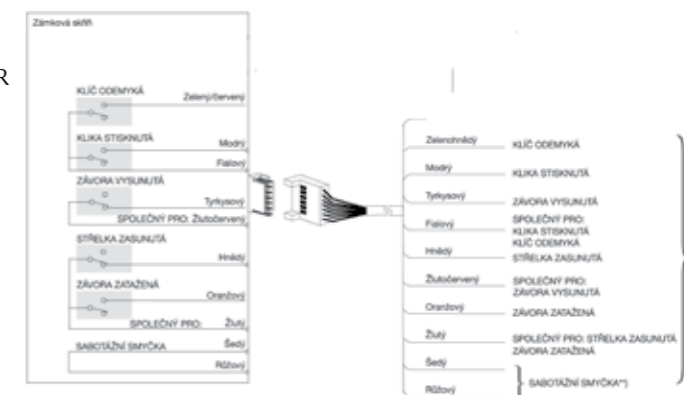 Zámková skříň
R
KLÍČ ODEMYKÁ
Zelený/červený
KLIKA STISKNUTÁ
Modrý
Fialový
ZÁVORA VYSUNUTÁ
Tyrkysový
SPOLEČNÝ PRO: Žlutočervený
STŘELKA ZASUNUTÁ
Hnědý
ZÁVORA ZATAŽENÁ
Oranžový
SPOLEČNÝ PRO: Žlutý
SABOTÁŽNÍ SMYČKA Šedý
Růžový
Zelenohnědý KLÍČ ODEMYKÁ
Modrý KLIKA STISKNUTÁ
Tyrkysový ZÁVORA VYSUNUTÁ
Fialový SPOLEČNÝ PRO:
KLIKA STISKNUTÁ
KLÍČ ODEMYKÁ
Hnědý STŘELKA ZASUNUTÁ
Žlutočervený SPOLEČNÝ PRO:
ZÁVORA VYSUNUTÁ
Oranžový ZÁVORA ZATAŽENÁ
Žlutý SPOLEČNÝ PRO: STŘELKA ZASUNUTÁ
ZÁVORA ZATAŽENÁ
Šedý
Růžový SABOTÁŽNÍ SMYČKA**)